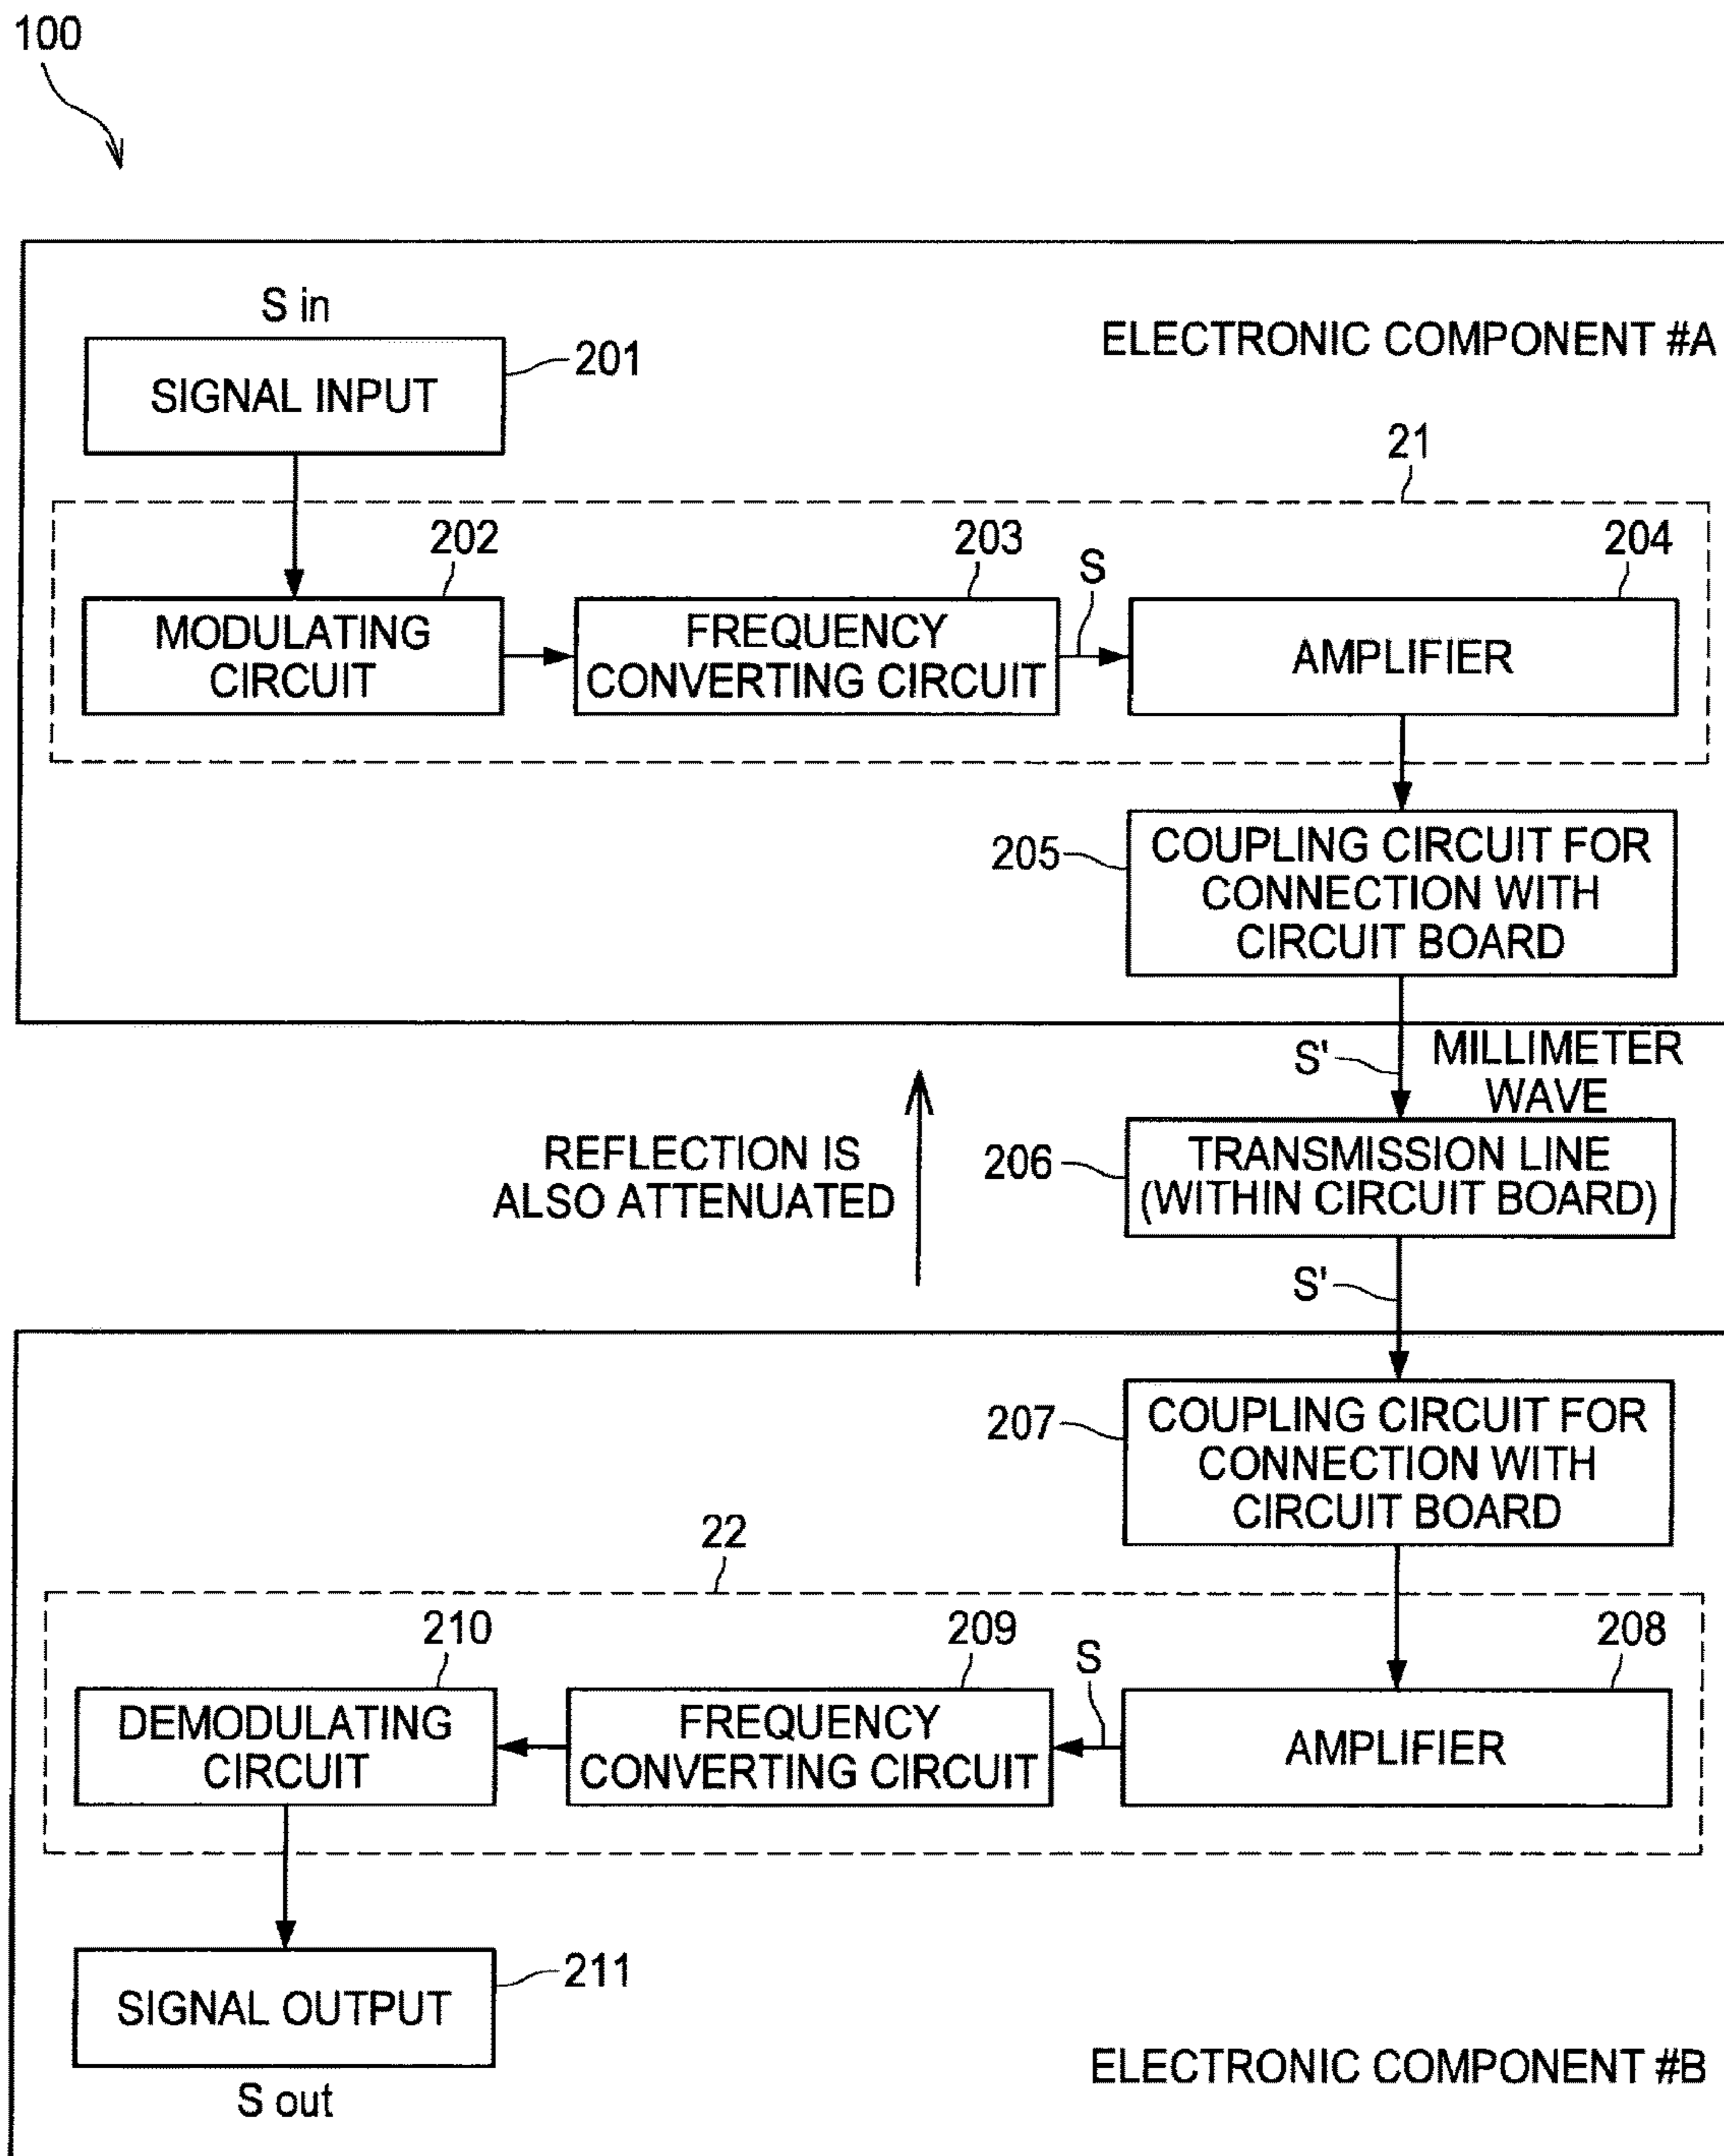 100
S in
SIGNAL INPUT
201
ELECTRONIC COMPONENT #A
21
202
203
S
204
MODULATING
CIRCUIT
FREQUENCY
CONVERTING CIRCUIT
AMPLIFIER
205
COUPLING CIRCUIT FOR
CONNECTION WITH
CIRCUIT BOARD
S'
MILLIMETER
WAVE
REFLECTION IS
ALSO ATTENUATED
206
TRANSMISSION LINE
(WITHIN CIRCUIT BOARD)
S'
207
COUPLING CIRCUIT FOR
CONNECTION WITH
CIRCUIT BOARD
22
210
209
S
208
DEMODULATING
CIRCUIT
FREQUENCY
CONVERTING CIRCUIT
AMPLIFIER
SIGNAL OUTPUT
211
S out
ELECTRONIC COMPONENT #B